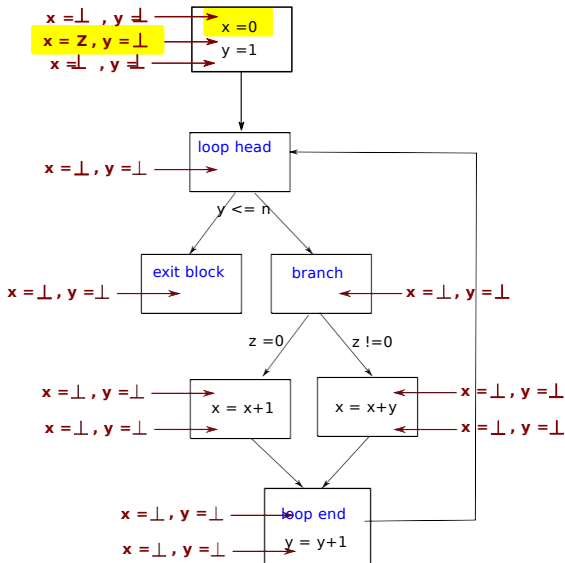 x =⊥ , y =⊥
x =0
x = Z, y =⊥
y =1
x =⊥ , y =⊥
loop head
x =⊥ , y =⊥
y <= n
exit block
branch
x =⊥ , y =⊥
x =⊥ , y =⊥
z =0
z !=0
x =⊥ , y =⊥
x =⊥ , y =⊥
x = x+1
x = x+y
x =⊥ , y =⊥
x =⊥ , y =⊥
x =⊥ , y =⊥
loop end
y = y+1
x =⊥ , y =⊥